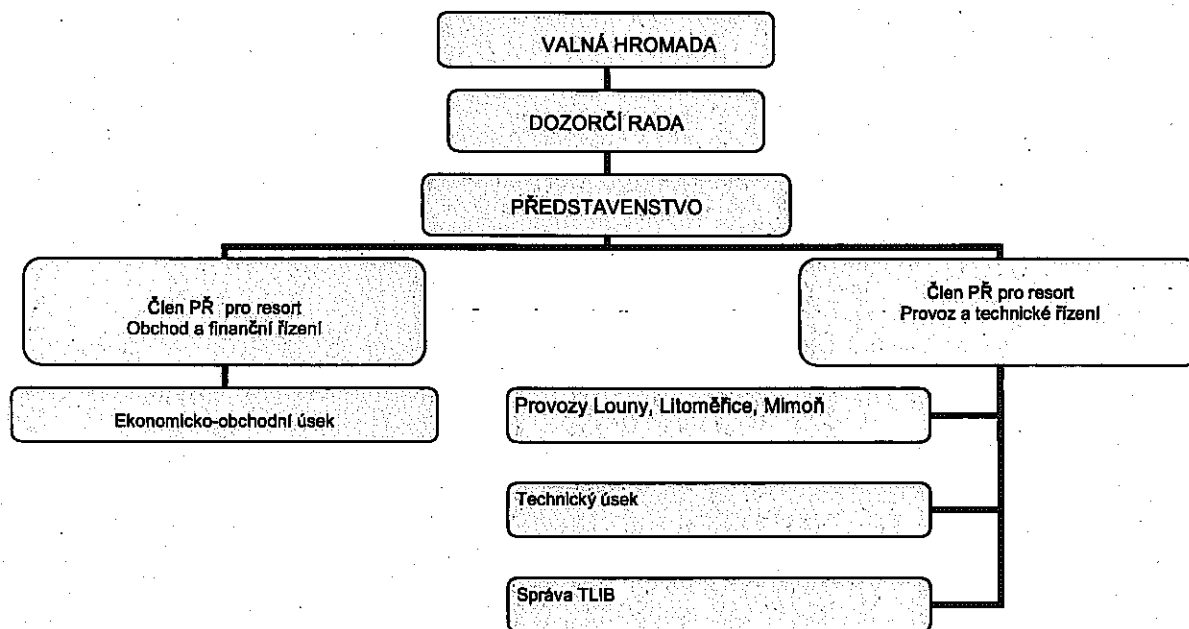 VALNÁ HROMADA
DOZORČÍ RADA
PŘEDSTAVENSTVO
Člen PŘ pro resort
Obchod a finanční řízení
Člen PŘ pro resort
Provoz a technické řízení
Ekonomicko-obchodní úsek
Provozy Louny, Litoměřice, Mimoň
Technický úsek
Správa TLIB